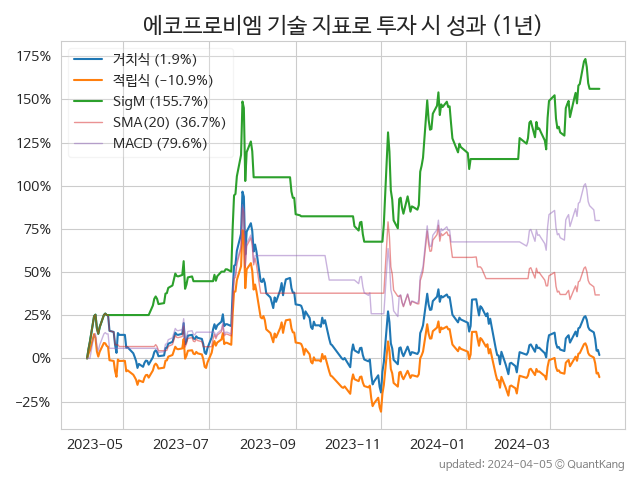 에코프로비엠 기술 지표로 투자 시 성과 (1년)
거치식 (1.9%)
적립식 (−10.9%)
SigM (155.7%)
SMA(20) (36.7%)
MACD (79.6%)
175%
150%
125%
100%
75%
50%
25%
0%
−25%
2023-05 2023-07 2023-09 2023-11 2024-01 2024-03
updated: 2024-04-05 © QuantKang